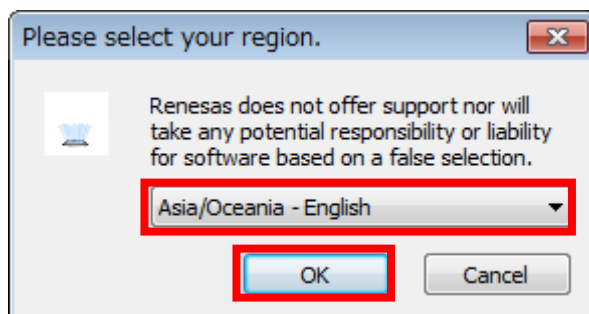 Please select your region.
Renesas does not offer support nor will
take any potential responsibility or liability
for software based on a false selection.
Asia/Oceania - English
OK
Cancel